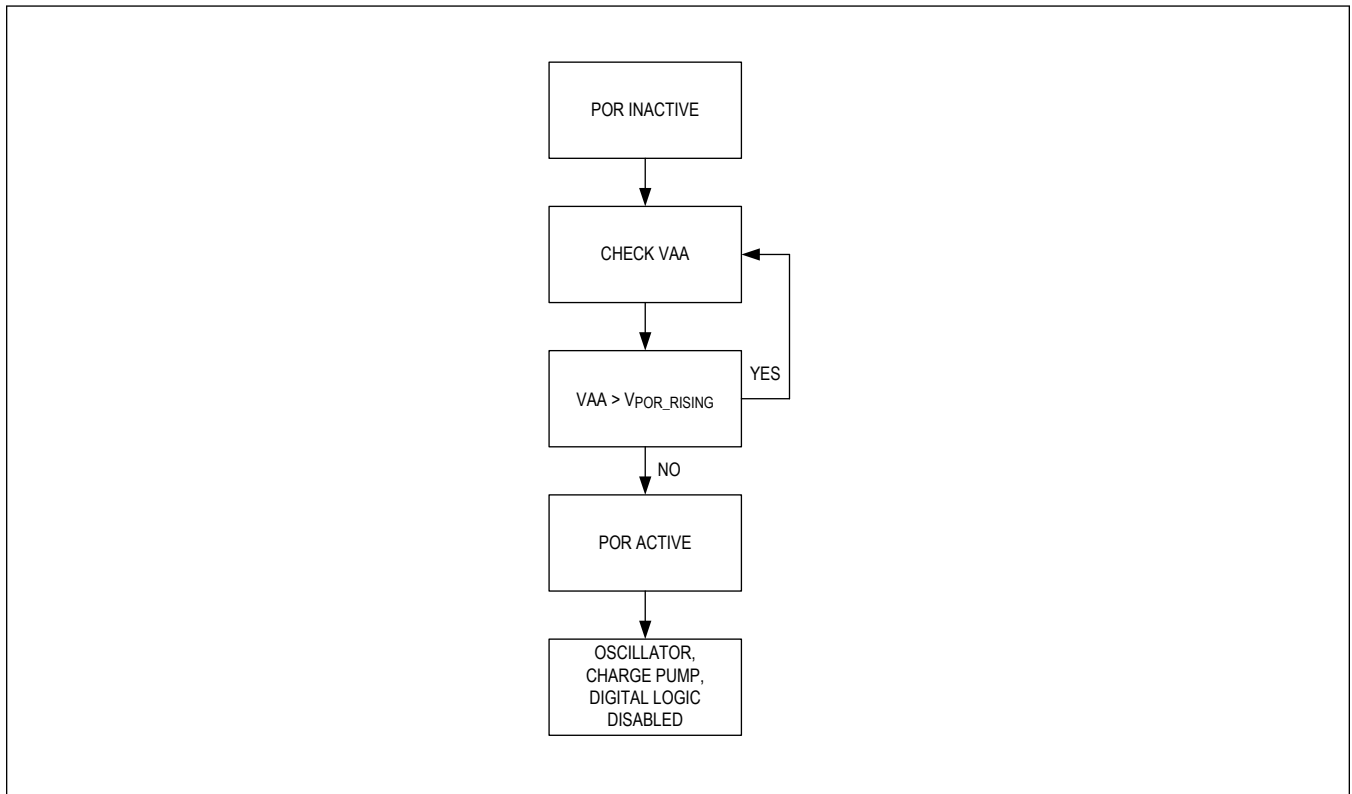 POR INACTIVE
CHECK VAA
YES
VAA > VPOR_RISING
NO
POR ACTIVE
OSCILLATOR,
CHARGE PUMP,
DIGITAL LOGIC
DISABLED